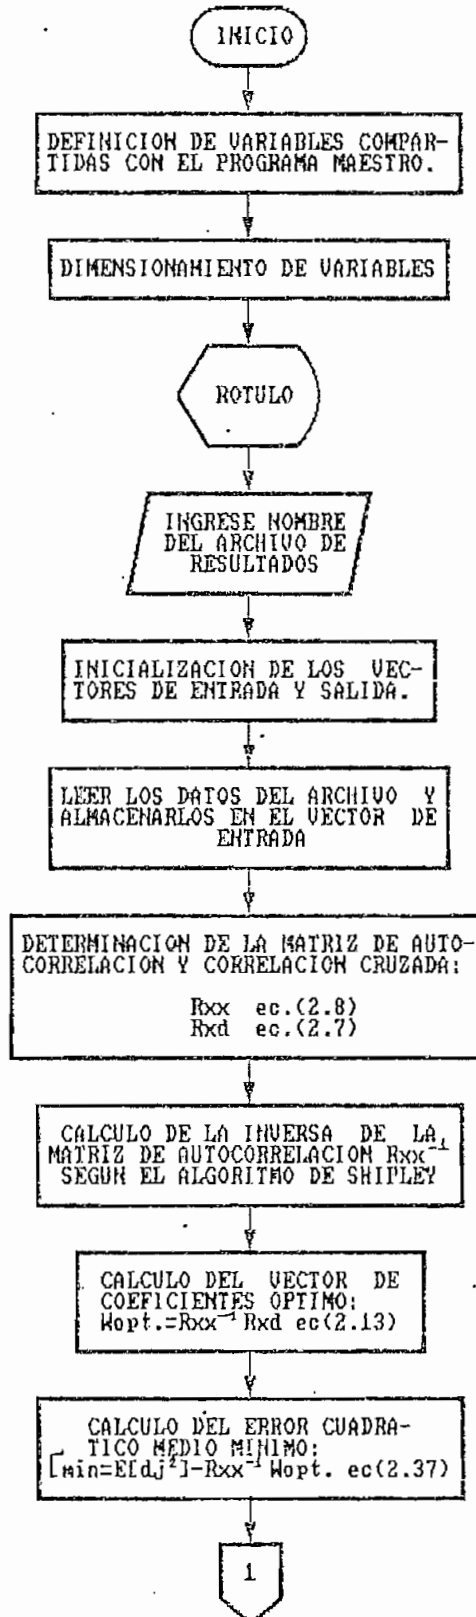 INICIO
DEFINICION DE VARIABLES COMPAR-
TIDAS CON EL PROGRAMA MAESTRO.
DIMENSIONAMIENTO DE VARIABLES
ROTULO
INGRESE NOMBRE
DEL ARCHIVO DE
RESULTADOS
INICIALIZACION DE LOS VEC-
TORES DE ENTRADA Y SALIDA.
LEER LOS DATOS DEL ARCHIVO Y
ALMACENARLOS EN EL VECTOR DE
ENTRADA
DETERMINACION DE LA MATRIZ DE AUTO-
CORRELACION Y CORRELACION CRUZADA:
Rxx ec.(2.8)
Rxd ec.(2.7)
CALCULO DE LA INVERSA DE LA
MATRIZ DE AUTOCORRELACION Rxx⁻¹
SEGUN EL ALGORITMO DE SHIPLEY
CALCULO DEL VECTOR DE
COEFICIENTES OPTIMO:
Wopt.=Rxx⁻¹ Rxd ec(2.13)
CALCULO DEL ERROR CUADRA-
TICO MEDIO MINIMO:
min=E[dj²]-Rxx⁻¹ Wopt. ec(2.37)
1